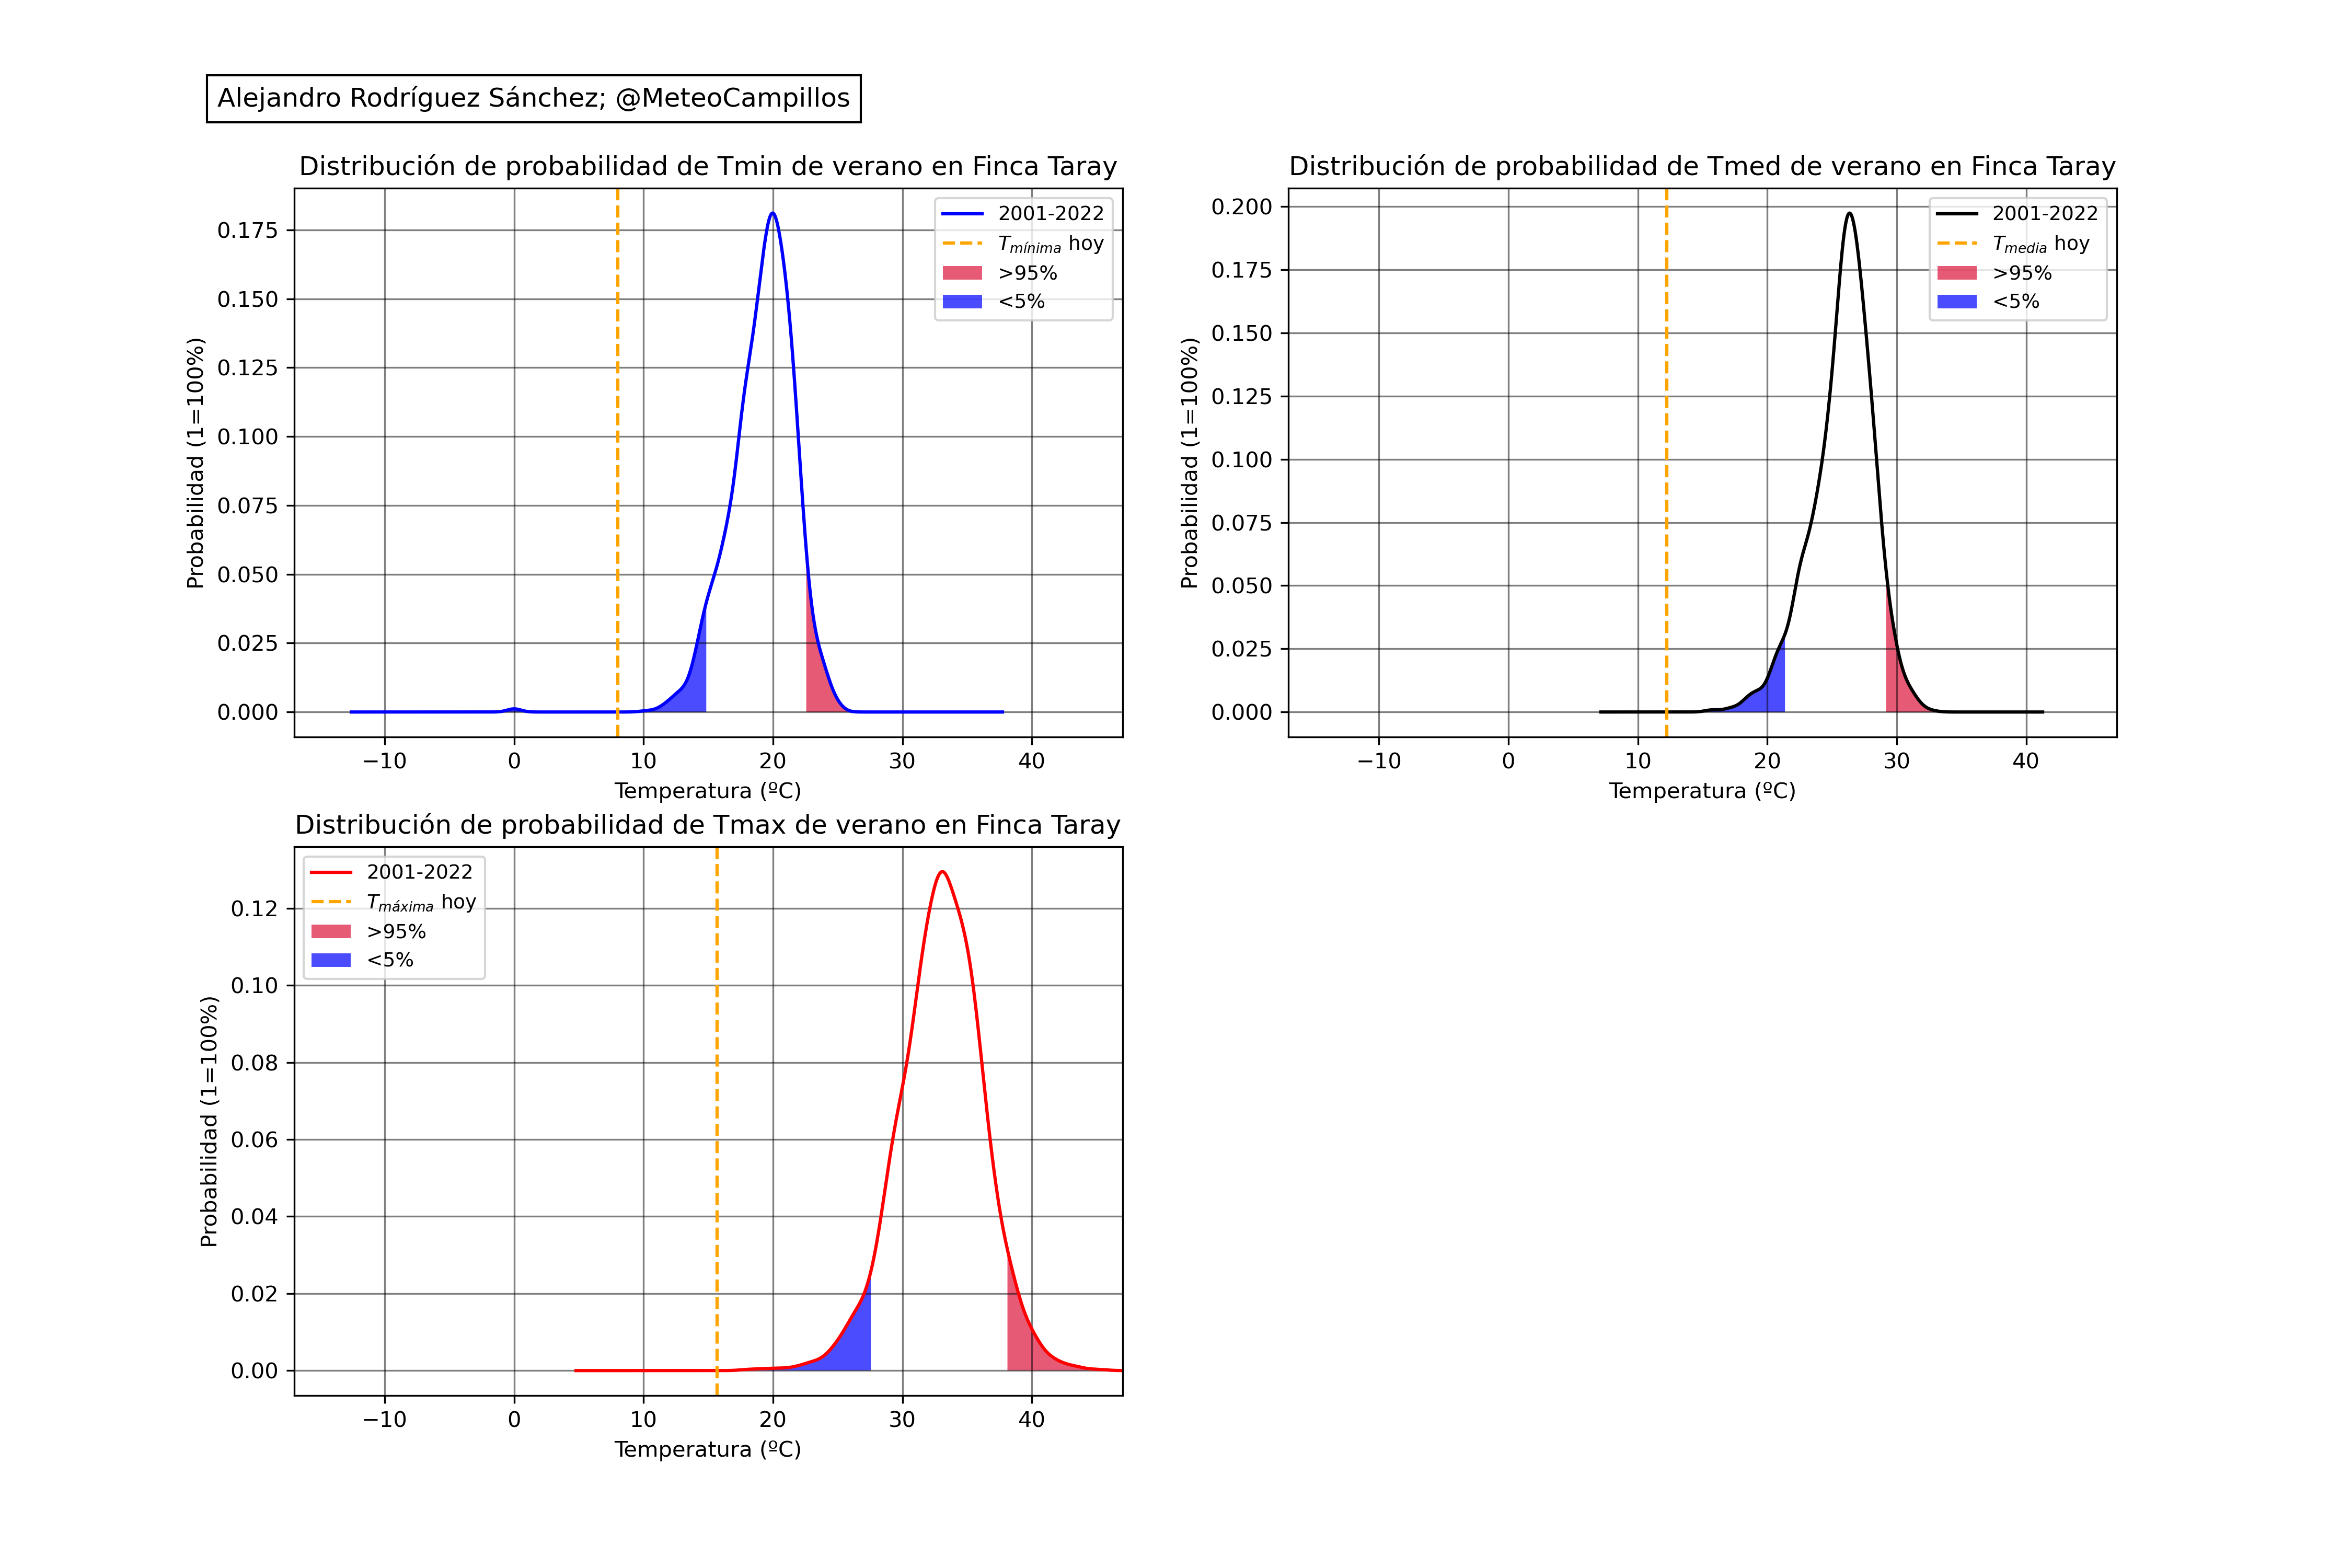 Alejandro Rodríguez Sánchez; @MeteoCampillos
Distribución de probabilidad de Tmin de verano en Finca Taray
2001-2022
Tmínima hoy
>95%
<5%
Probabilidad (1=100%)
0.175
0.150
0.125
0.100
0.075
0.050
0.025
0.000
−10 0 10 20 30 40
Temperatura (ºC)
Distribución de probabilidad de Tmed de verano en Finca Taray
2001-2022
Tmedia hoy
>95%
<5%
Probabilidad (1=100%)
0.200
0.175
0.150
0.125
0.100
0.075
0.050
0.025
0.000
−10 0 10 20 30 40
Temperatura (ºC)
Distribución de probabilidad de Tmax de verano en Finca Taray
2001-2022
Tmáxima hoy
>95%
<5%
Probabilidad (1=100%)
0.12
0.10
0.08
0.06
0.04
0.02
0.00
−10 0 10 20 30 40
Temperatura (ºC)